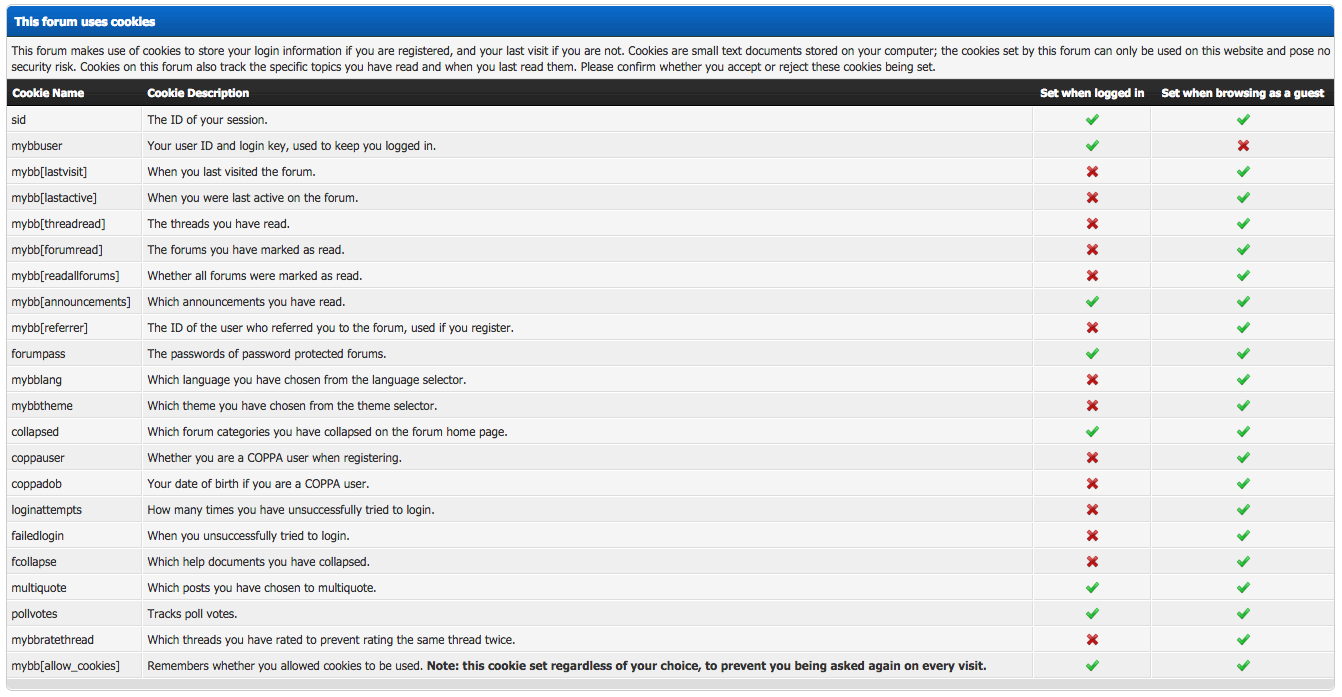 This forum uses cookies
This forum makes use of cookies to store your login information if you are registered, and your last visit if you are not. Cookies are small text documents stored on your computer; the cookies set by this forum can only be used on this website and pose no
security risk. Cookies on this forum also track the specific topics you have read and when you last read them. Please confirm whether you accept or reject these cookies being set.
Cookie Name Cookie Description Set when logged in Set when browsing as a guest
sid The ID of your session.
mybbuser Your user ID and login key, used to keep you logged in.
mybb[lastvisit] When you last visited the forum.
mybb[lastactive] When you were last active on the forum.
mybb[threadread] The threads you have read.
mybb[forumread] The forums you have marked as read.
mybb[readallforums] Whether all forums were marked as read.
mybb[announcements] Which announcements you have read.
mybb[referrer] The ID of the user who referred you to the forum, used if you register.
forumpass The passwords of password protected forums.
mybblang Which language you have chosen from the language selector.
mybbtheme Which theme you have chosen from the theme selector.
collapsed Which forum categories you have collapsed on the forum home page.
coppauser Whether you are a COPPA user when registering.
coppadob Your date of birth if you are a COPPA user.
loginattempts How many times you have unsuccessfully tried to login.
failedlogin When you unsuccessfully tried to login.
fcollapse Which help documents you have collapsed.
multiquote Which posts you have chosen to multiquote.
pollvotes Tracks poll votes.
mybbratethread Which threads you have rated to prevent rating the same thread twice.
mybb[allow_cookies] Remembers whether you allowed cookies to be used. Note: this cookie set regardless of your choice, to prevent you being asked again on every visit.